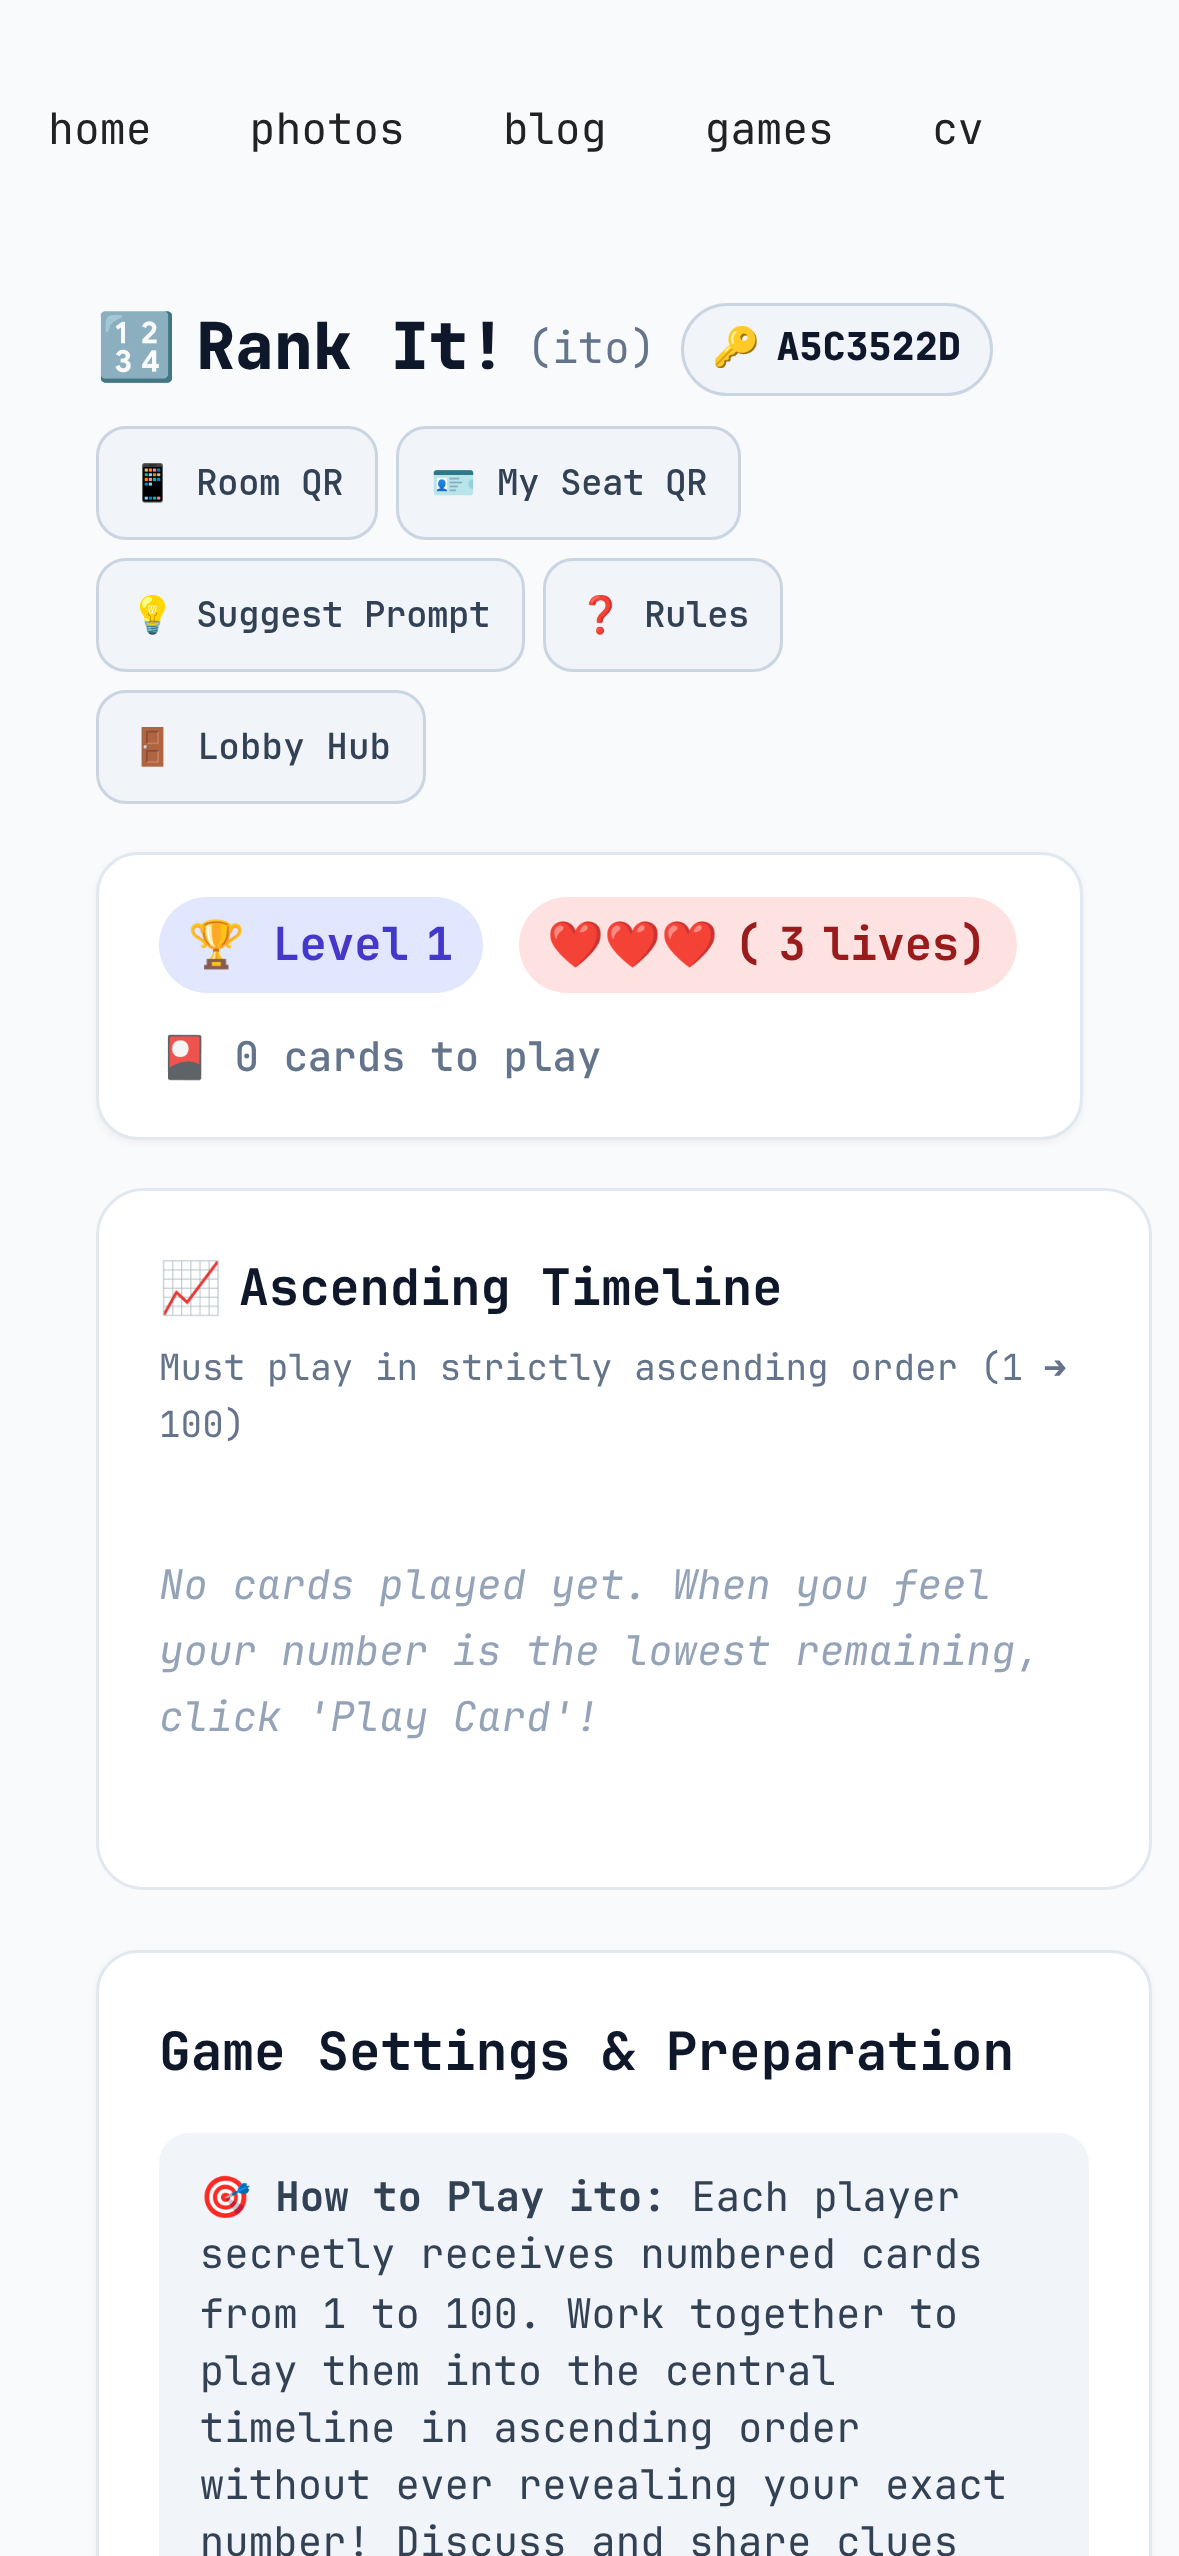 home photos blog games cv
🔢 Rank It! (ito) 🔑 A5C3522D
📱 Room QR 🪪 My Seat QR
💡 Suggest Prompt ❓ Rules
🚪 Lobby Hub
🏆 Level 1 ❤️❤️❤️ ( 3 lives)
🎴 0 cards to play
📈 Ascending Timeline
Must play in strictly ascending order (1 →
100)
No cards played yet. When you feel
your number is the lowest remaining,
click 'Play Card'!
Game Settings & Preparation
🎯 How to Play ito: Each player
secretly receives numbered cards
from 1 to 100. Work together to
play them into the central
timeline in ascending order
without ever revealing your exact
number! Discuss and share clues